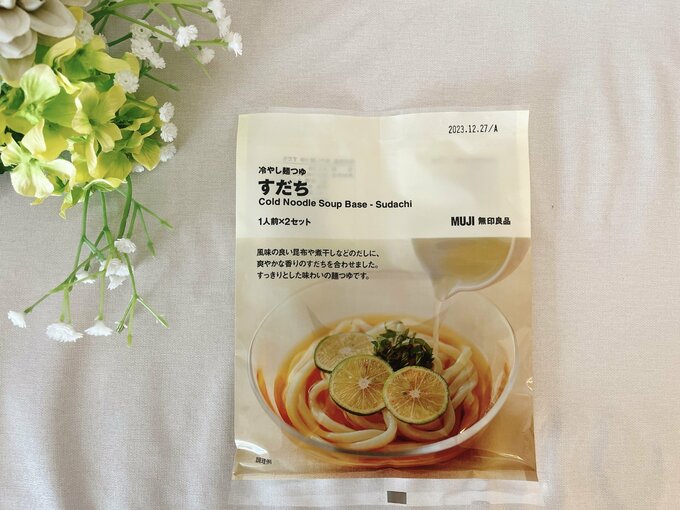 2023.12.27/A
冷やし麺つゆ
すだち
Cold Noodle Soup Base - Sudachi
1人前×2セット
MUJI 無印良品
風味の良い昆布や煮干しなどのだしに、
爽やかな香りのすだちを合わせました。
すっきりとした味わいの麺つゆです。
調理例